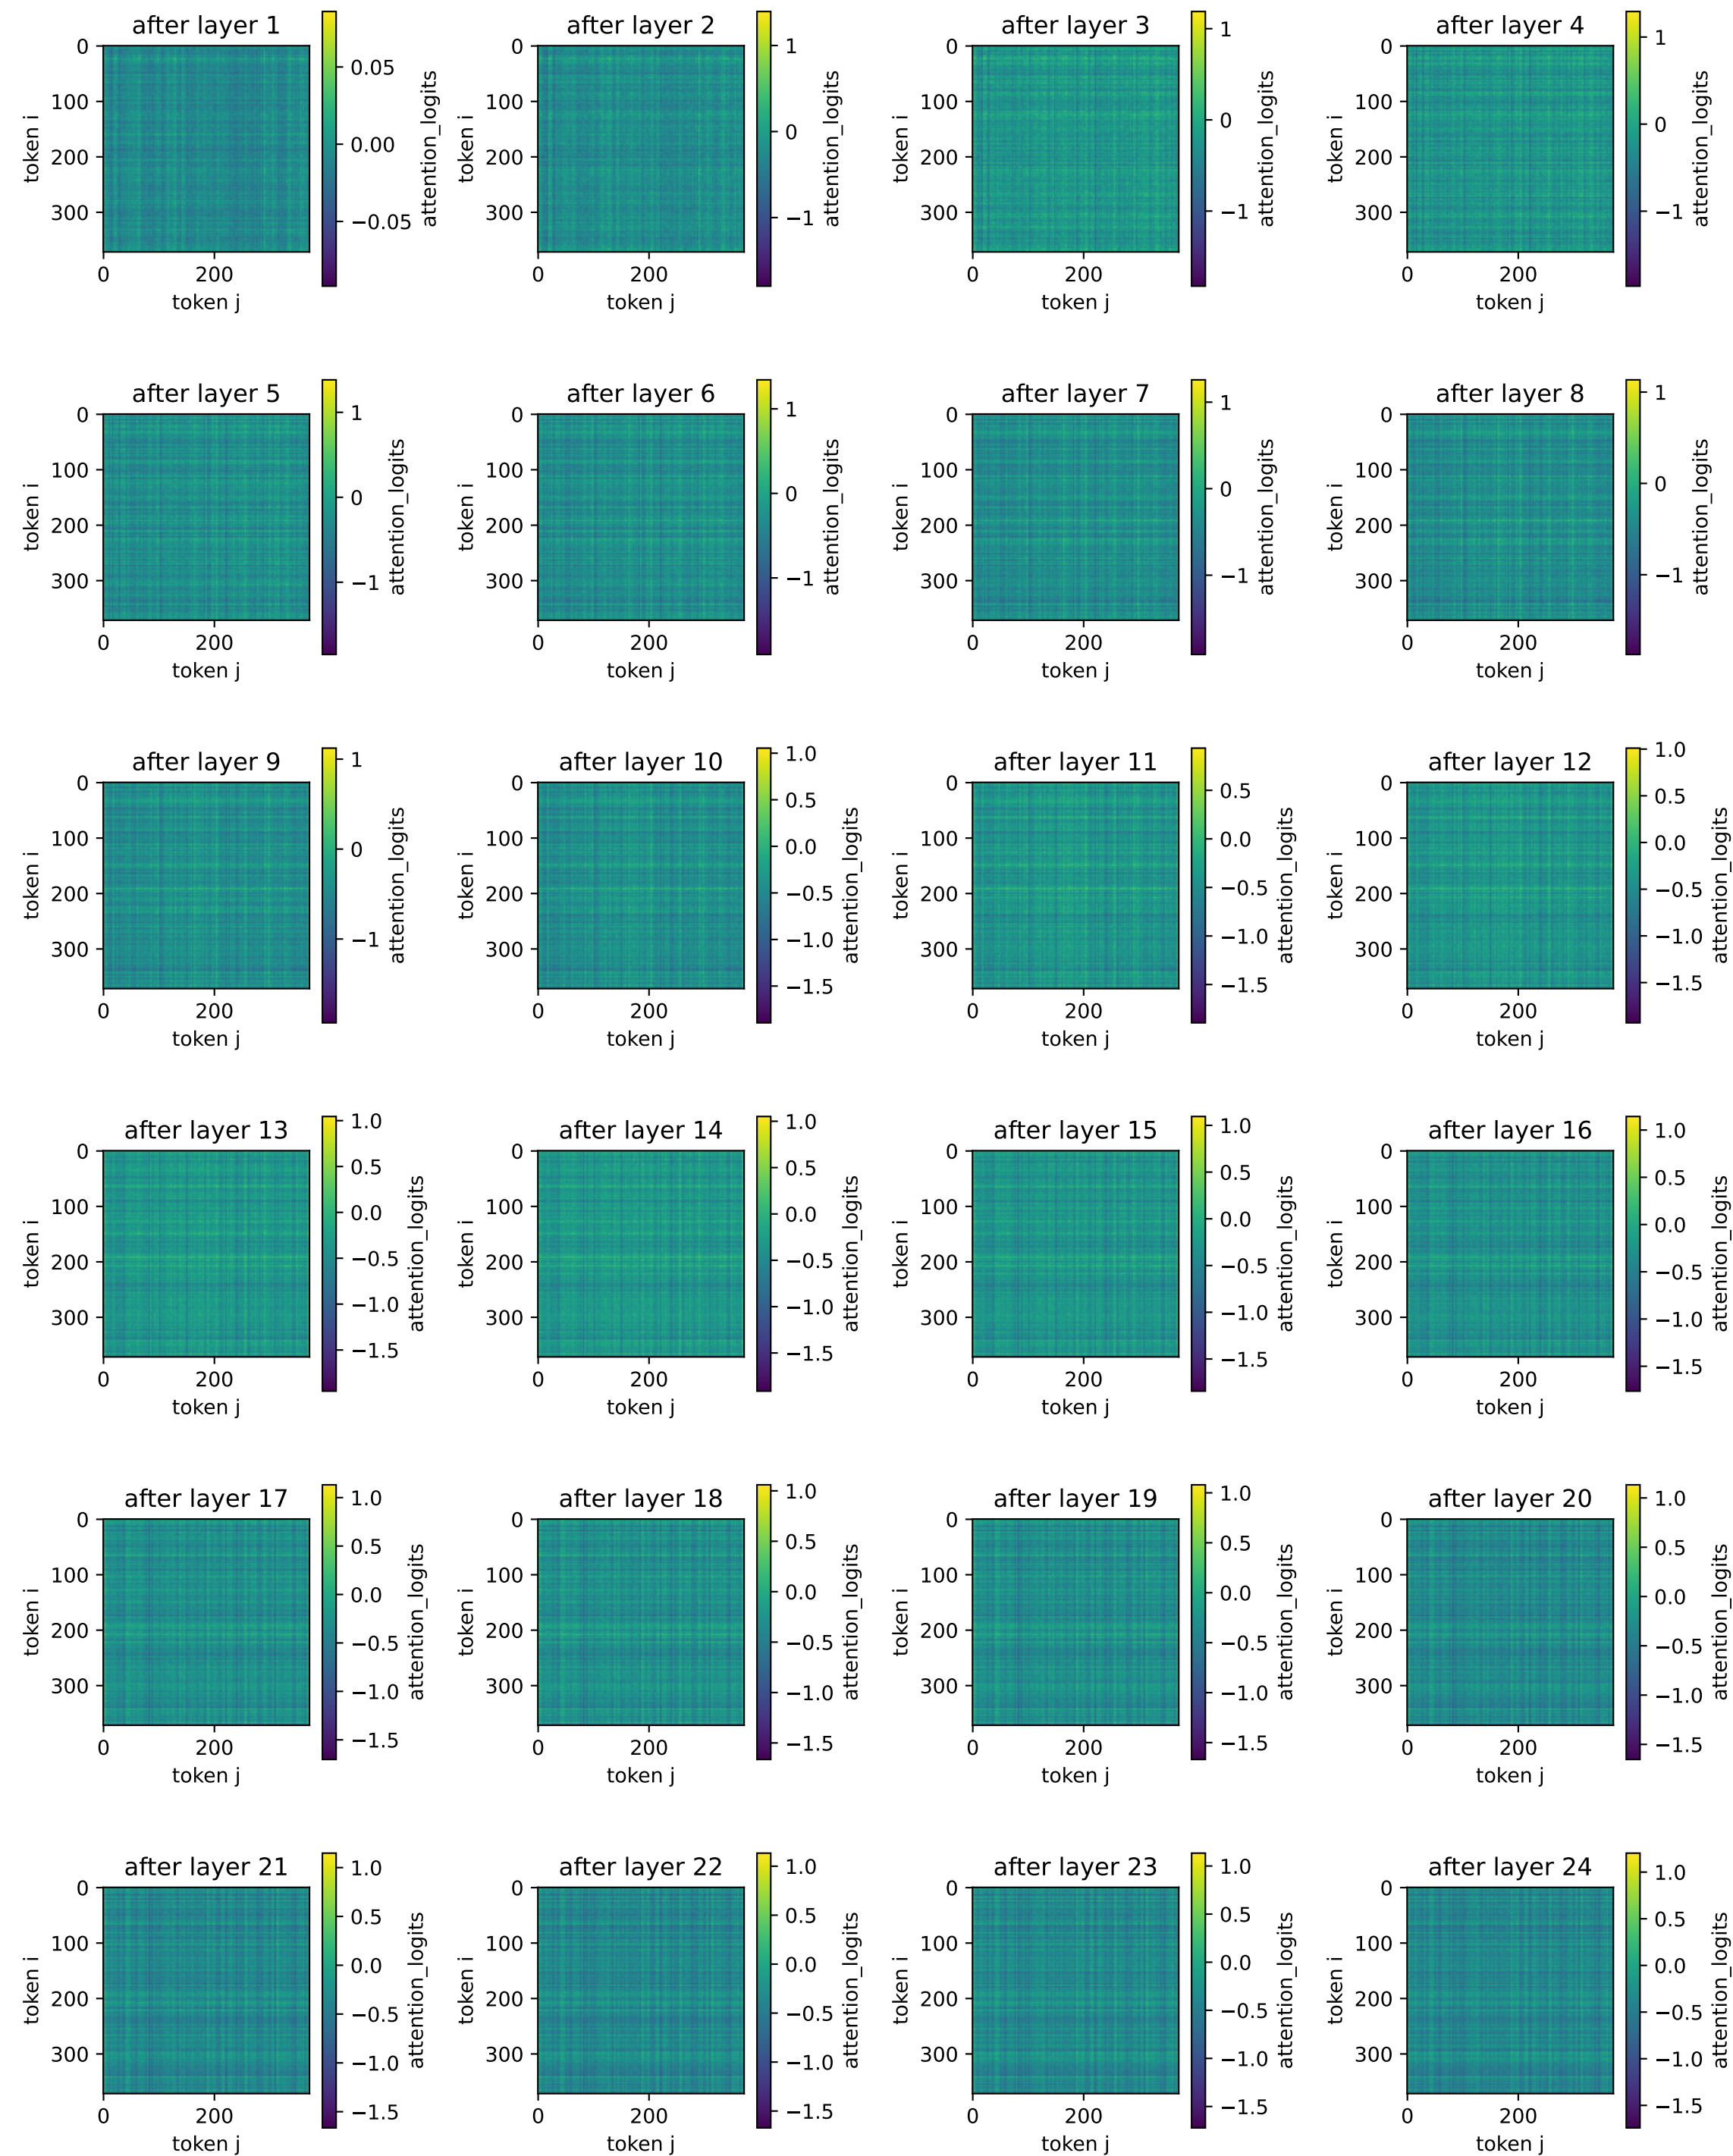 after layer 1
0
100
200
300
0
200
token i
token j
0.05
0.00
−0.05
attention_logits
after layer 2
0
100
200
300
0
200
token i
token j
1
0
−1
attention_logits
after layer 3
0
100
200
300
0
200
token i
token j
1
0
−1
attention_logits
after layer 4
0
100
200
300
0
200
token i
token j
1
0
−1
attention_logits
after layer 5
0
100
200
300
0
200
token i
token j
1
0
−1
attention_logits
after layer 6
0
100
200
300
0
200
token i
token j
1
0
−1
attention_logits
after layer 7
0
100
200
300
0
200
token i
token j
1
0
−1
attention_logits
after layer 8
0
100
200
300
0
200
token i
token j
1
0
−1
attention_logits
after layer 9
0
100
200
300
0
200
token i
token j
1
0
−1
attention_logits
after layer 10
0
100
200
300
0
200
token i
token j
1.0
0.5
0.0
−0.5
−1.0
−1.5
attention_logits
after layer 11
0
100
200
300
0
200
token i
token j
0.5
0.0
−0.5
−1.0
−1.5
attention_logits
after layer 12
0
100
200
300
0
200
token i
token j
1.0
0.5
0.0
−0.5
−1.0
−1.5
attention_logits
after layer 13
0
100
200
300
0
200
token i
token j
1.0
0.5
0.0
−0.5
−1.0
−1.5
attention_logits
after layer 14
0
100
200
300
0
200
token i
token j
1.0
0.5
0.0
−0.5
−1.0
−1.5
attention_logits
after layer 15
0
100
200
300
0
200
token i
token j
1.0
0.5
0.0
−0.5
−1.0
−1.5
attention_logits
after layer 16
0
100
200
300
0
200
token i
token j
1.0
0.5
0.0
−0.5
−1.0
−1.5
attention_logits
after layer 17
0
100
200
300
0
200
token i
token j
1.0
0.5
0.0
−0.5
−1.0
−1.5
attention_logits
after layer 18
0
100
200
300
0
200
token i
token j
1.0
0.5
0.0
−0.5
−1.0
−1.5
attention_logits
after layer 19
0
100
200
300
0
200
token i
token j
1.0
0.5
0.0
−0.5
−1.0
−1.5
attention_logits
after layer 20
0
100
200
300
0
200
token i
token j
1.0
0.5
0.0
−0.5
−1.0
−1.5
attention_logits
after layer 21
0
100
200
300
0
200
token i
token j
1.0
0.5
0.0
−0.5
−1.0
−1.5
attention_logits
after layer 22
0
100
200
300
0
200
token i
token j
1.0
0.5
0.0
−0.5
−1.0
−1.5
attention_logits
after layer 23
0
100
200
300
0
200
token i
token j
1.0
0.5
0.0
−0.5
−1.0
−1.5
attention_logits
after layer 24
0
100
200
300
0
200
token i
token j
1.0
0.5
0.0
−0.5
−1.0
−1.5
attention_logits